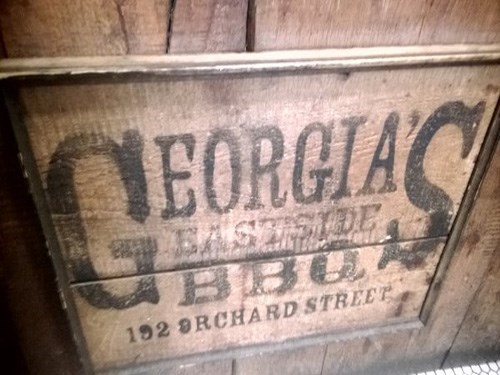 GEORGIA'S
EASTSIDE
BBQ
192 ORCHARD STREET